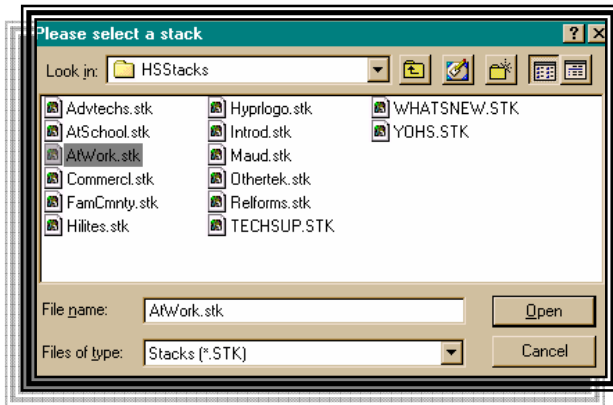 Please select a stack
Look in: HSStacks
Advtechs.stk Hyprlogo.stk WHATSNEW.STK
AtSchool.stk Introd.stk YOHS.STK
AtWork.stk Maud.stk
Commercl.stk Othertek.stk
FamCmnty.stk Relforms.stk
Hilites.stk TECHSUP.STK
File name: AtWork.stk Open
Files of type: Stacks (*.STK) Cancel